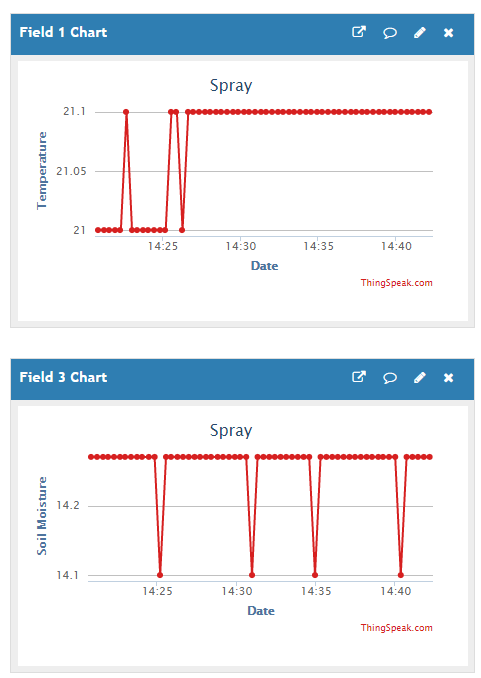 Field 1 Chart
Spray
21.1
21.05
21
Temperature
14:25 14:30 14:35 14:40
Date
ThingSpeak.com
Field 3 Chart
Spray
14.2
14.1
Soil Moisture
14:25 14:30 14:35 14:40
Date
ThingSpeak.com